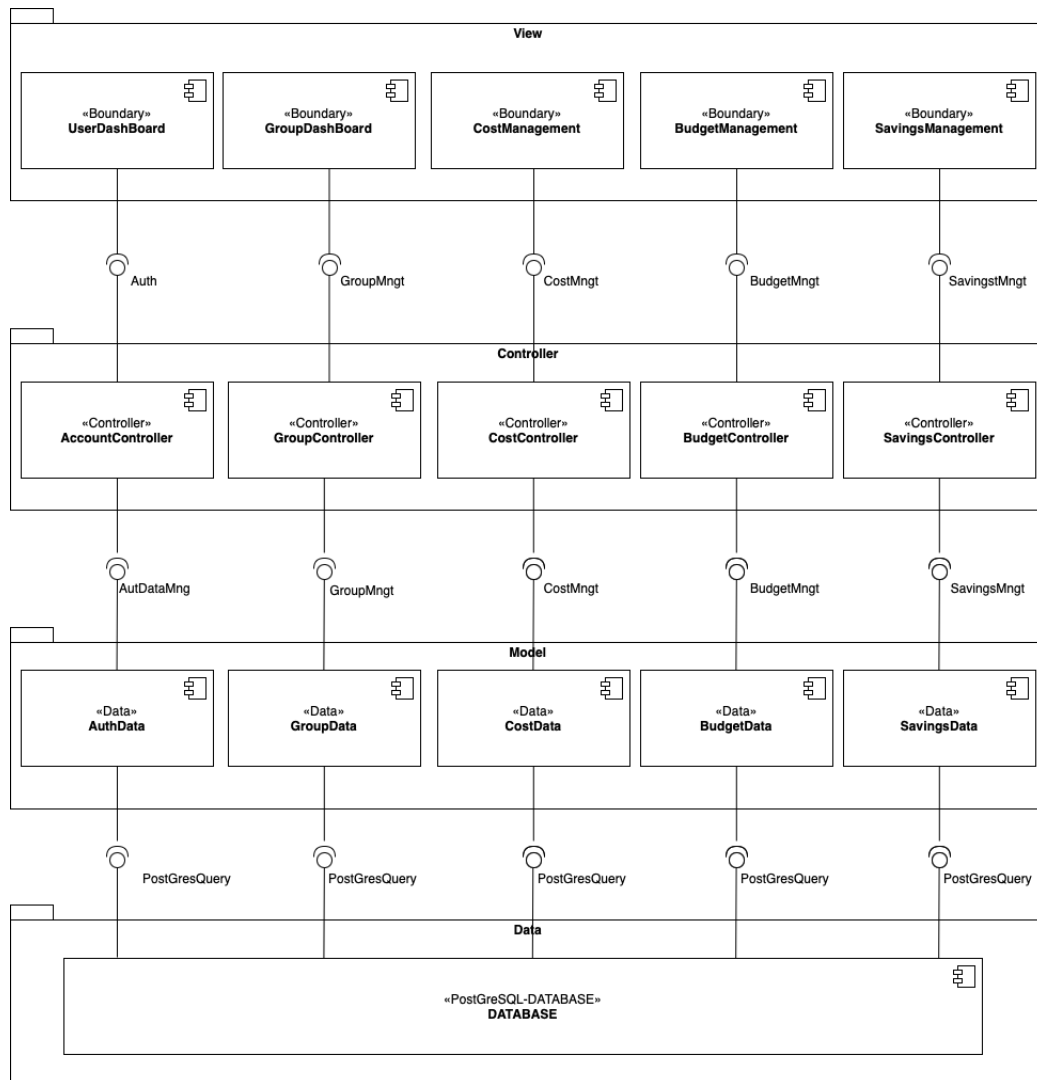 View
«Boundary»
UserDashBoard
«Boundary»
GroupDashBoard
«Boundary»
CostManagement
«Boundary»
BudgetManagement
«Boundary»
SavingsManagement
Auth
GroupMngt
CostMngt
BudgetMngt
SavingstMngt
Controller
«Controller»
AccountController
«Controller»
GroupController
«Controller»
CostController
«Controller»
BudgetController
«Controller»
SavingsController
AutDataMng
GroupMngt
CostMngt
BudgetMngt
SavingsMngt
Model
«Data»
AuthData
«Data»
GroupData
«Data»
CostData
«Data»
BudgetData
«Data»
SavingsData
PostGresQuery
PostGresQuery
PostGresQuery
PostGresQuery
PostGresQuery
Data
«PostGreSQL-DATABASE»
DATABASE